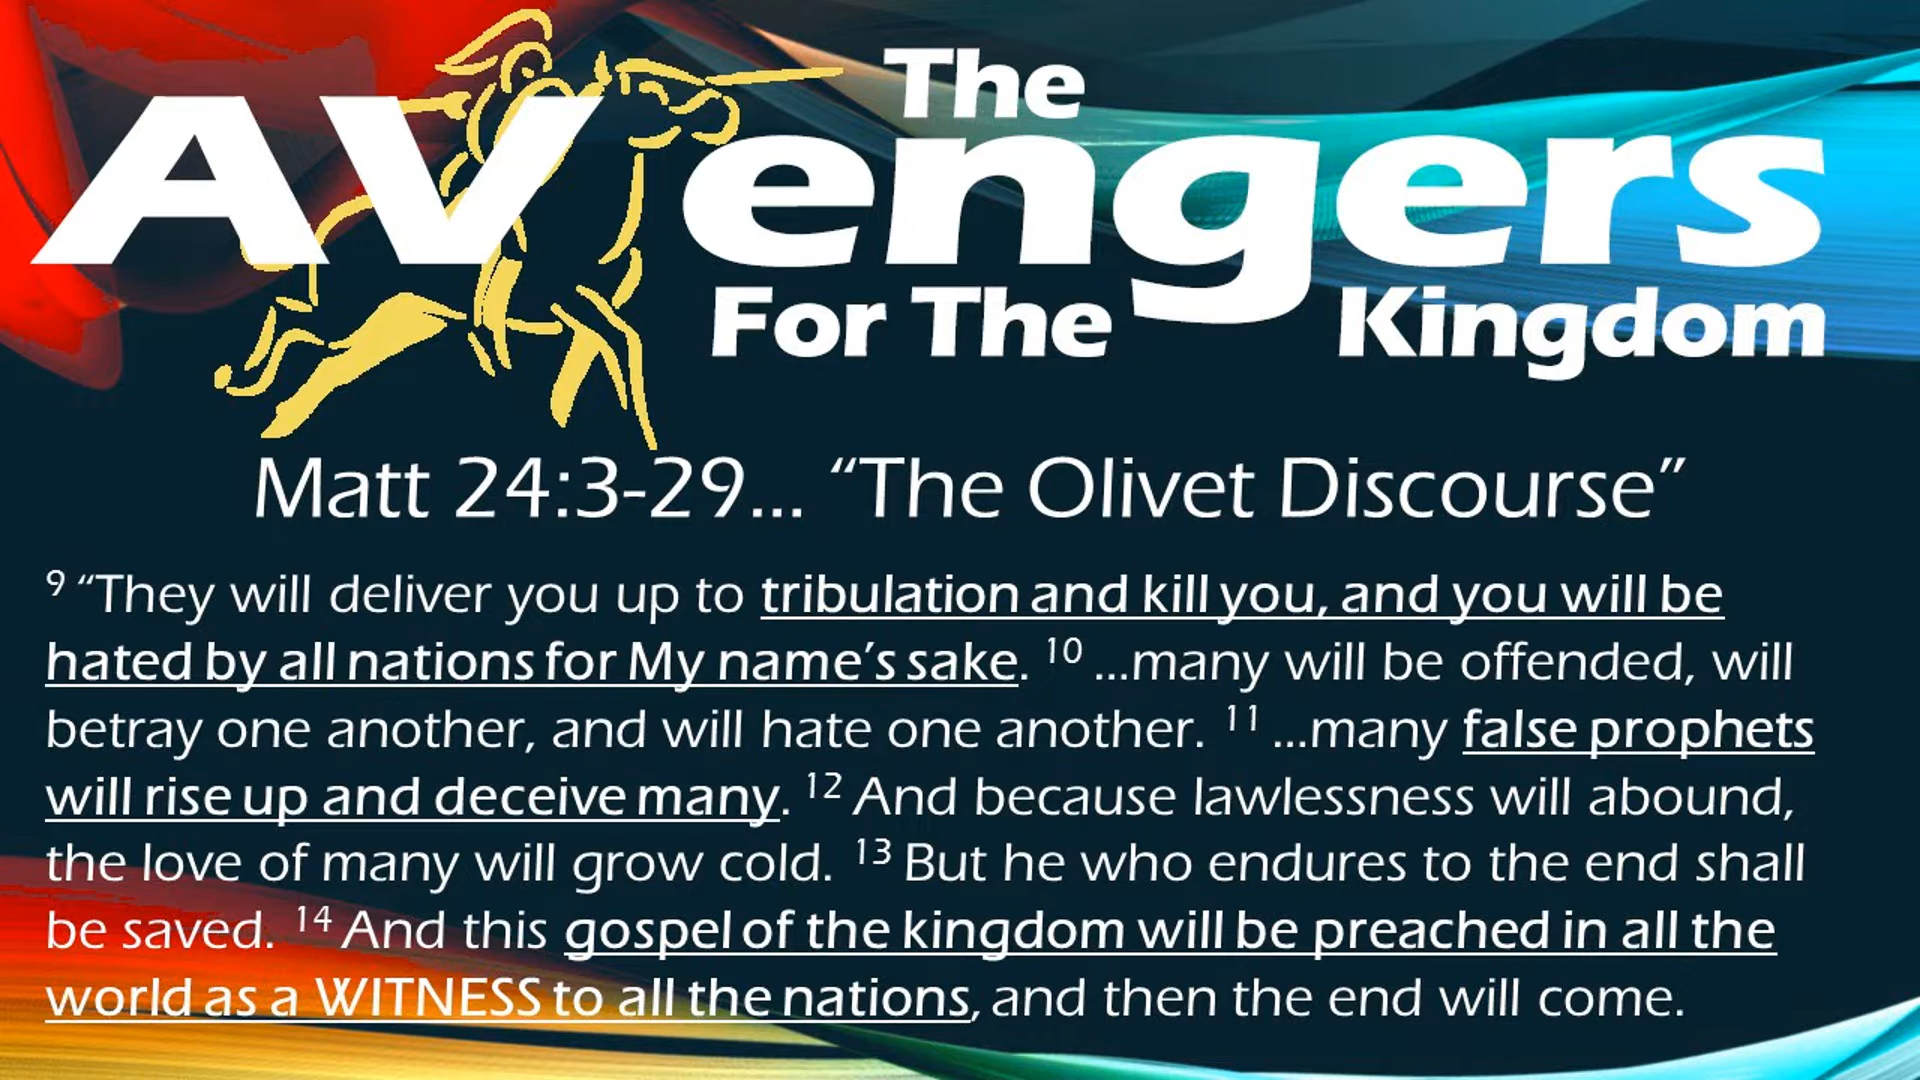 The
AVengers
For The Kingdom
Matt 24:3-29... “The Olivet Discourse”
9 “They will deliver you up to tribulation and kill you, and you will be
hated by all nations for My name’s sake. 10 ...many will be offended, will
betray one another, and will hate one another. 11 ...many false prophets
will rise up and deceive many. 12 And because lawlessness will abound,
the love of many will grow cold. 13 But he who endures to the end shall
be saved. 14 And this gospel of the kingdom will be preached in all the
world as a WITNESS to all the nations, and then the end will come.